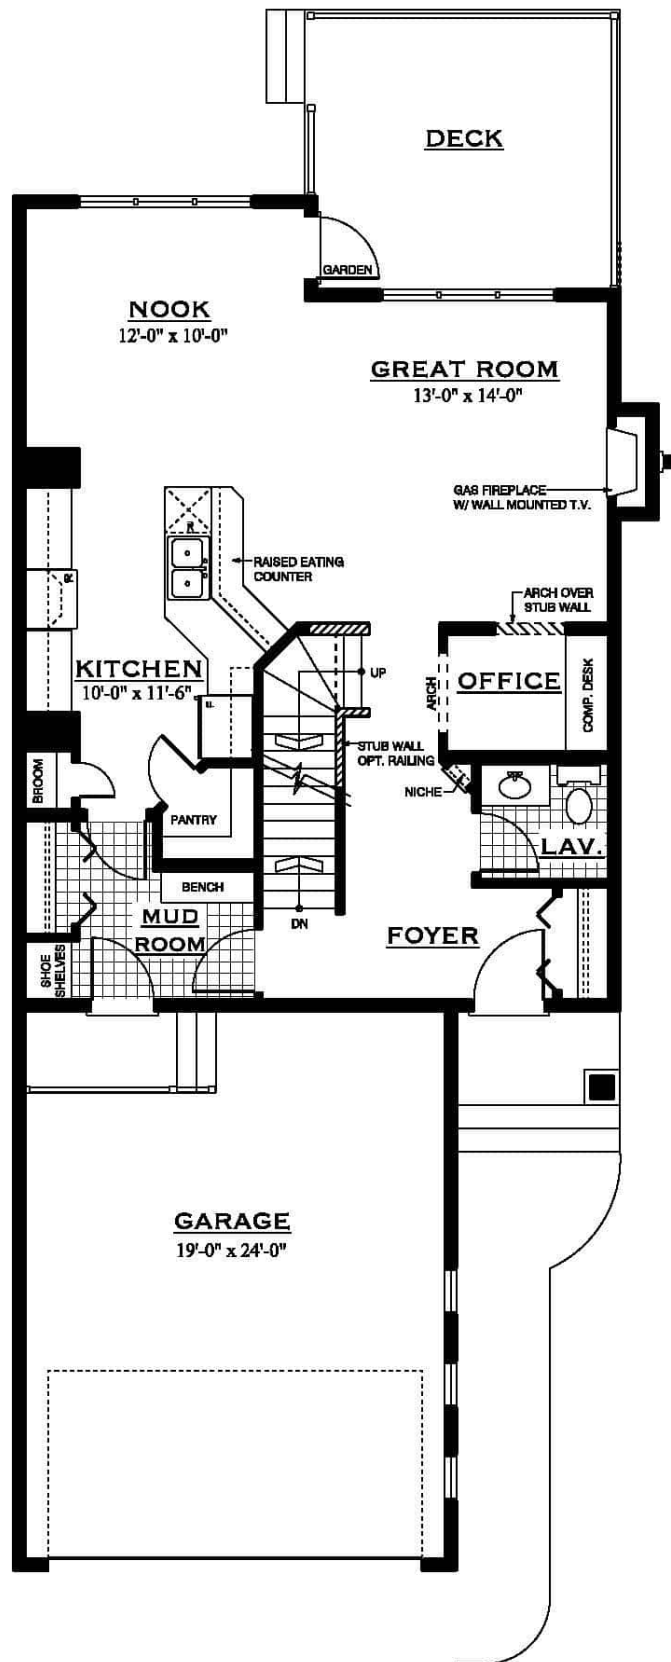 DECK
GARDEN
NOOK
12'-0" x 10'-0"
GREAT ROOM
13'-0" x 14'-0"
GAS FIREPLACE
W/ WALL MOUNTED T.V.
RAISED EATING
COUNTER
ARCH OVER
STUB WALL
KITCHEN
10'-0" x 11'-6"
UP
ARCH
OFFICE
COMP. DESK
STUB WALL
OPT. RAILING
NICHE
BROOM
PANTRY
LAV.
BENCH
MUD
ROOM
DN
FOYER
SHOE
SHELVES
GARAGE
19'-0" x 24'-0"